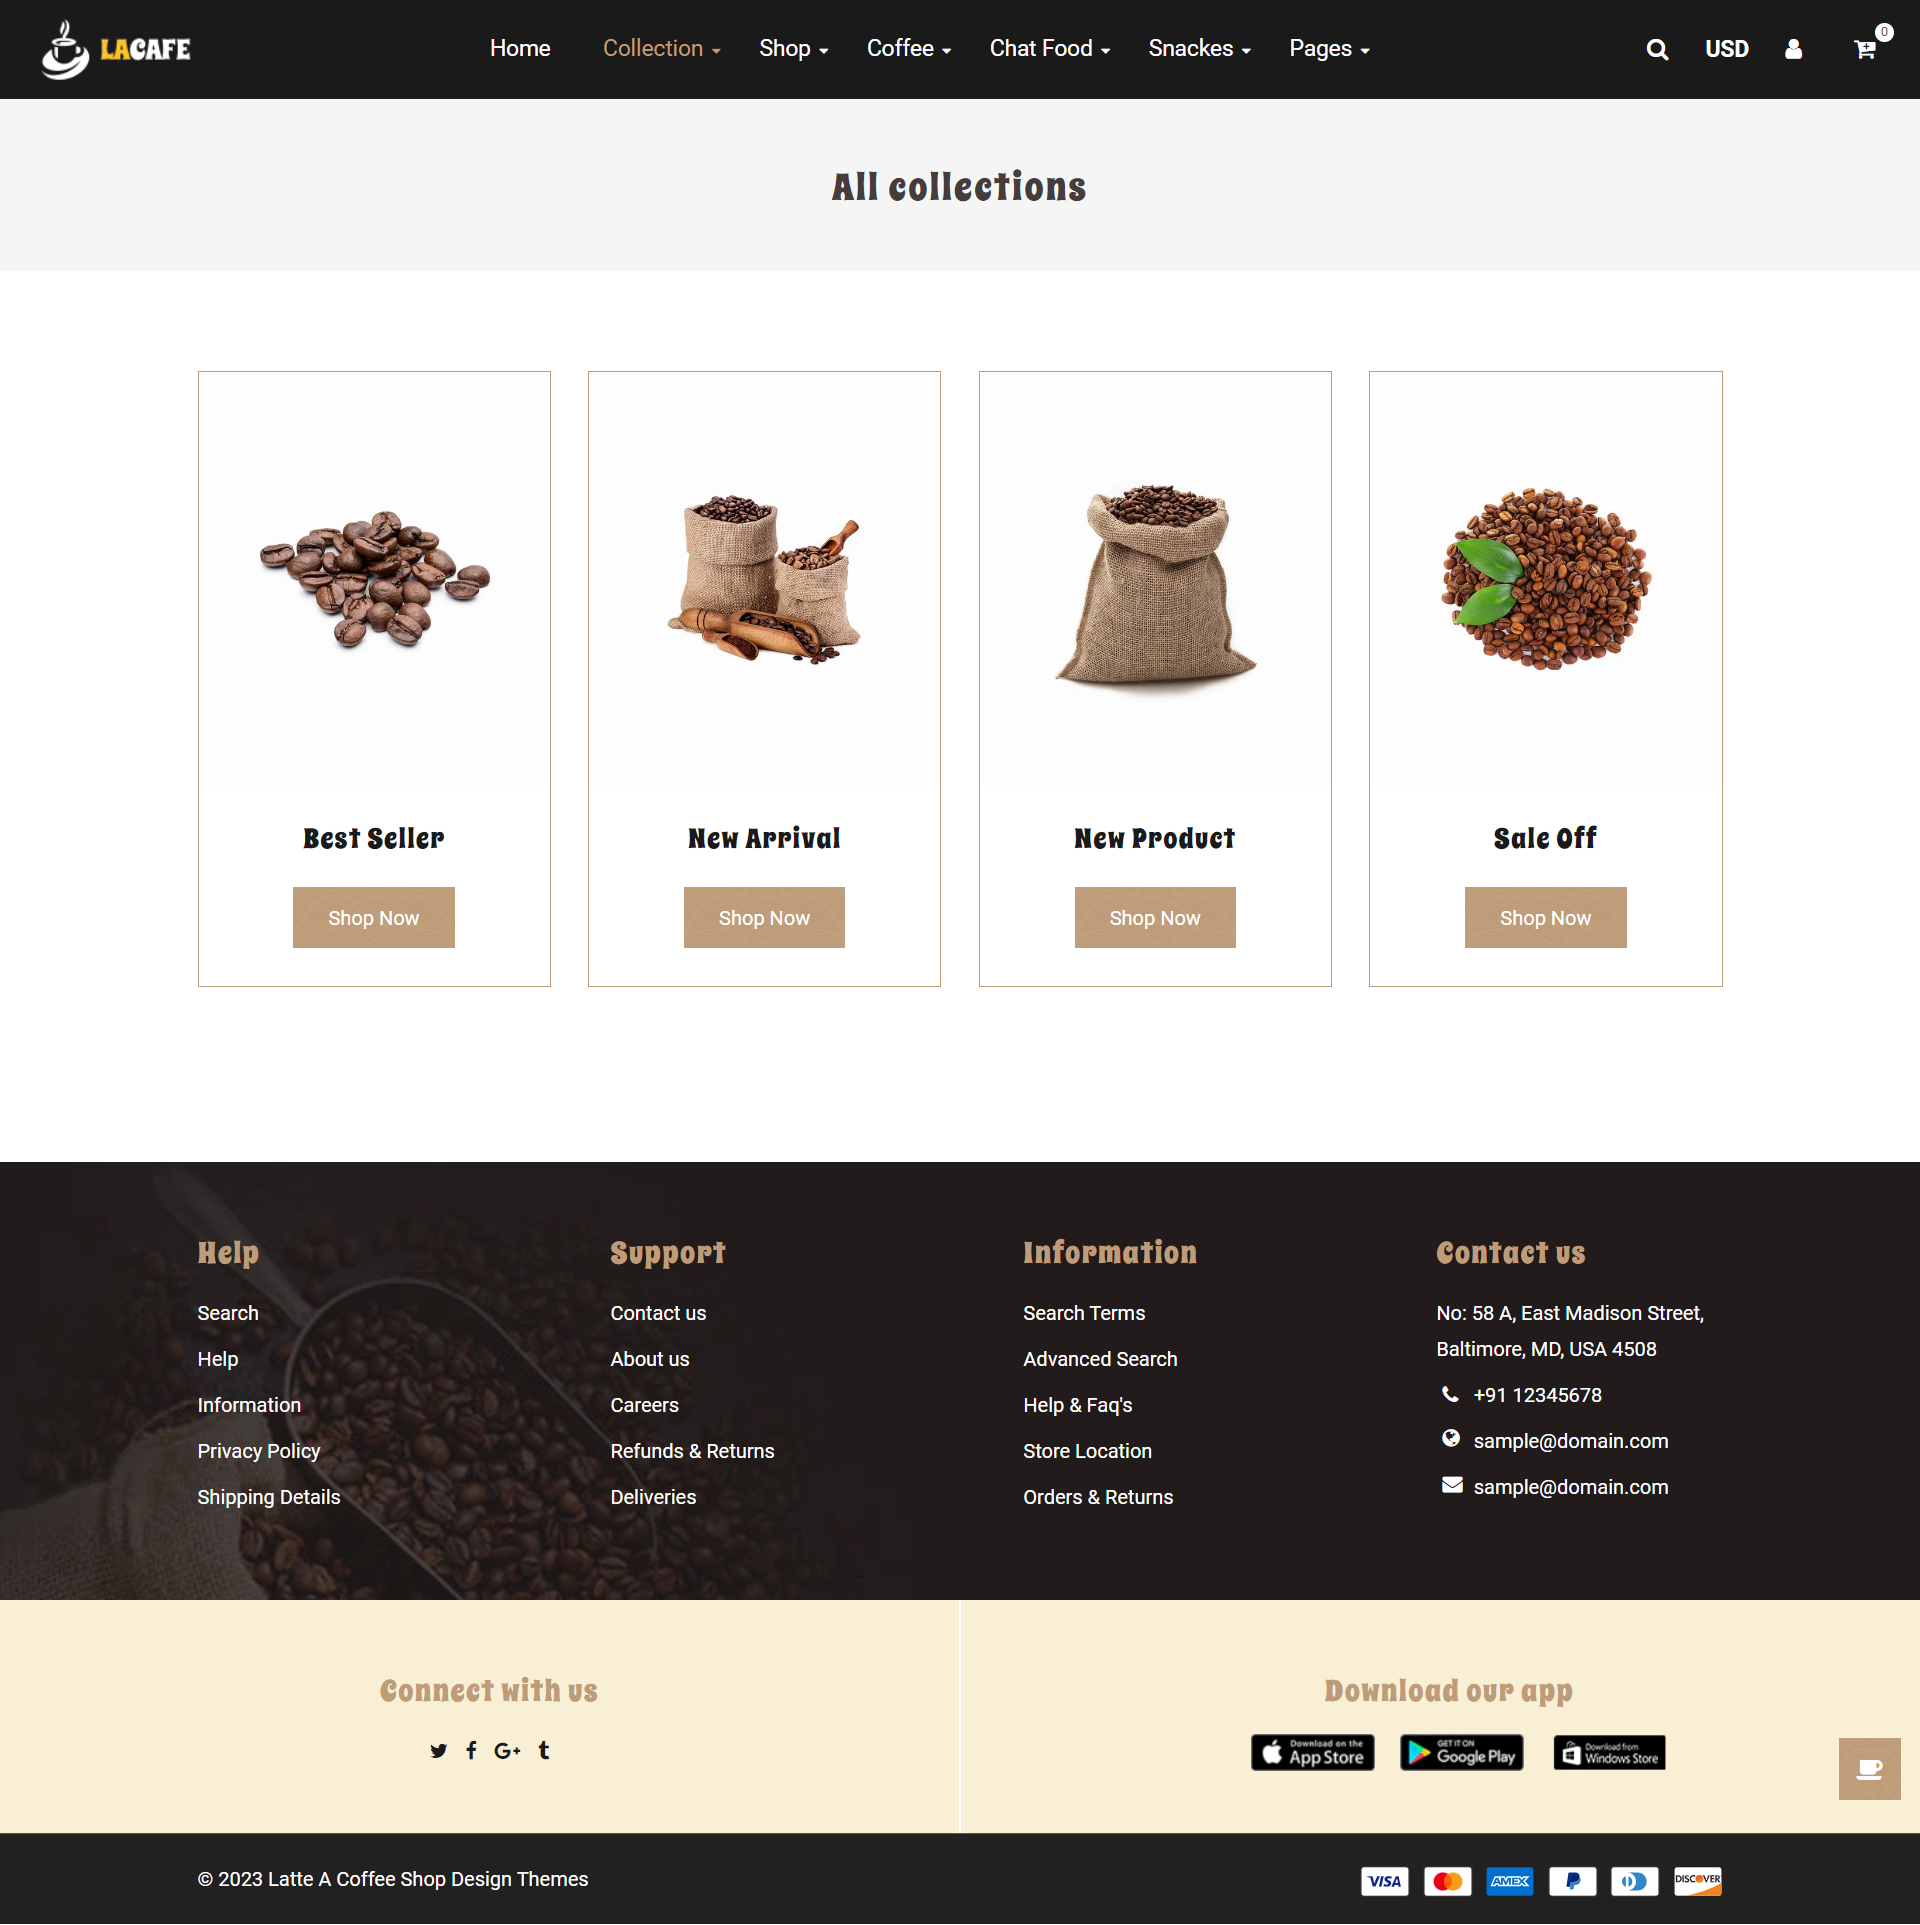 LACAFE
Home
Collection
Shop
Coffee
Chat Food
Snackes
Pages
USD
0
All collections
Best Seller
Shop Now
New Arrival
Shop Now
New Product
Shop Now
Sale Off
Shop Now
Help
Search
Help
Information
Privacy Policy
Shipping Details
Support
Contact us
About us
Careers
Refunds & Returns
Deliveries
Information
Search Terms
Advanced Search
Help & Faq's
Store Location
Orders & Returns
Contact us
No: 58 A, East Madison Street,
Baltimore, MD, USA 4508
+91 12345678
sample@domain.com
sample@domain.com
Connect with us
Download our app
Download on the
App Store
GET IT ON
Google Play
Download from
Windows Store
© 2023 Latte A Coffee Shop Design Themes
VISA
AMEX
DISCOVER